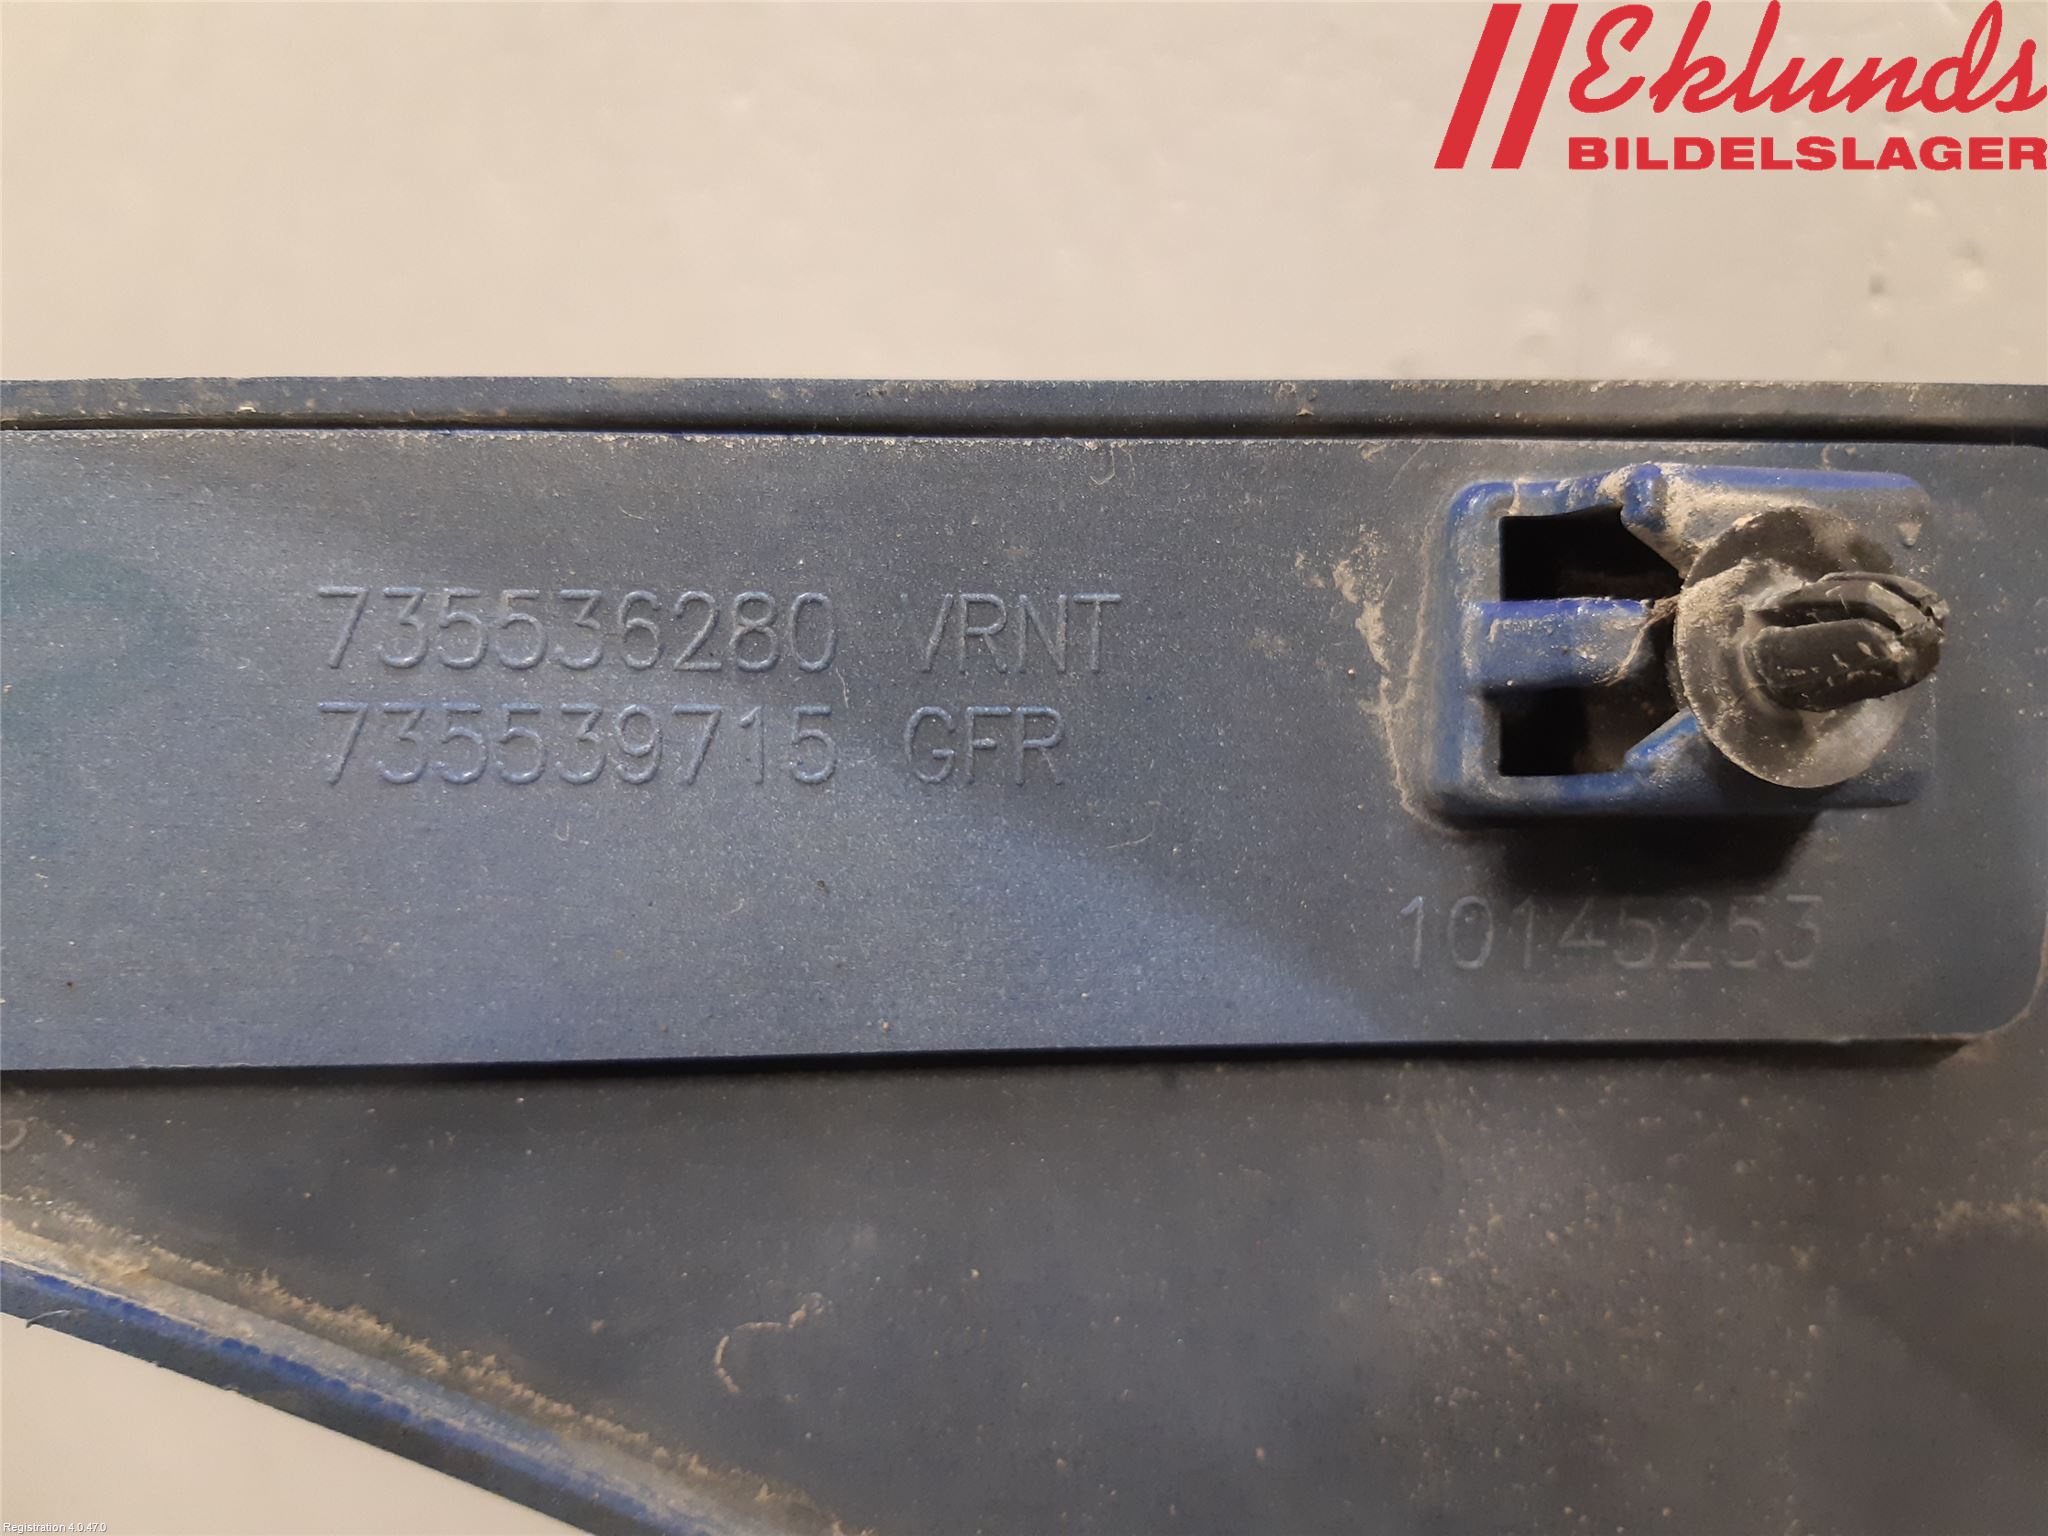 Eklunds
BILDELSLAGER
735536280 VRNT
735539715 GFR
10145253
Registration 4.0.47.0